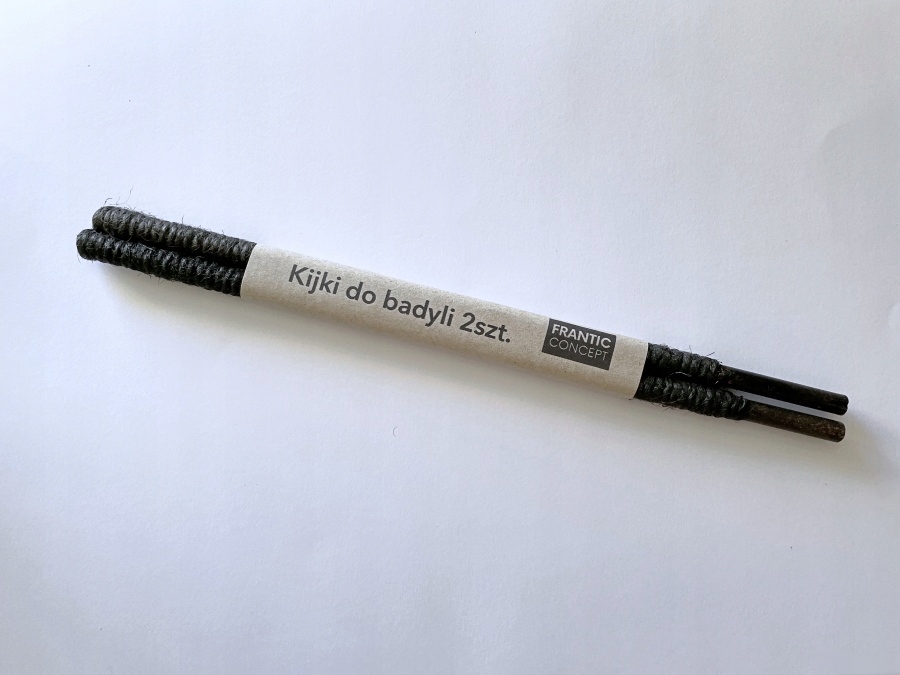 Kijki do badyli 2szt.
FRANTIC
CONCEPT